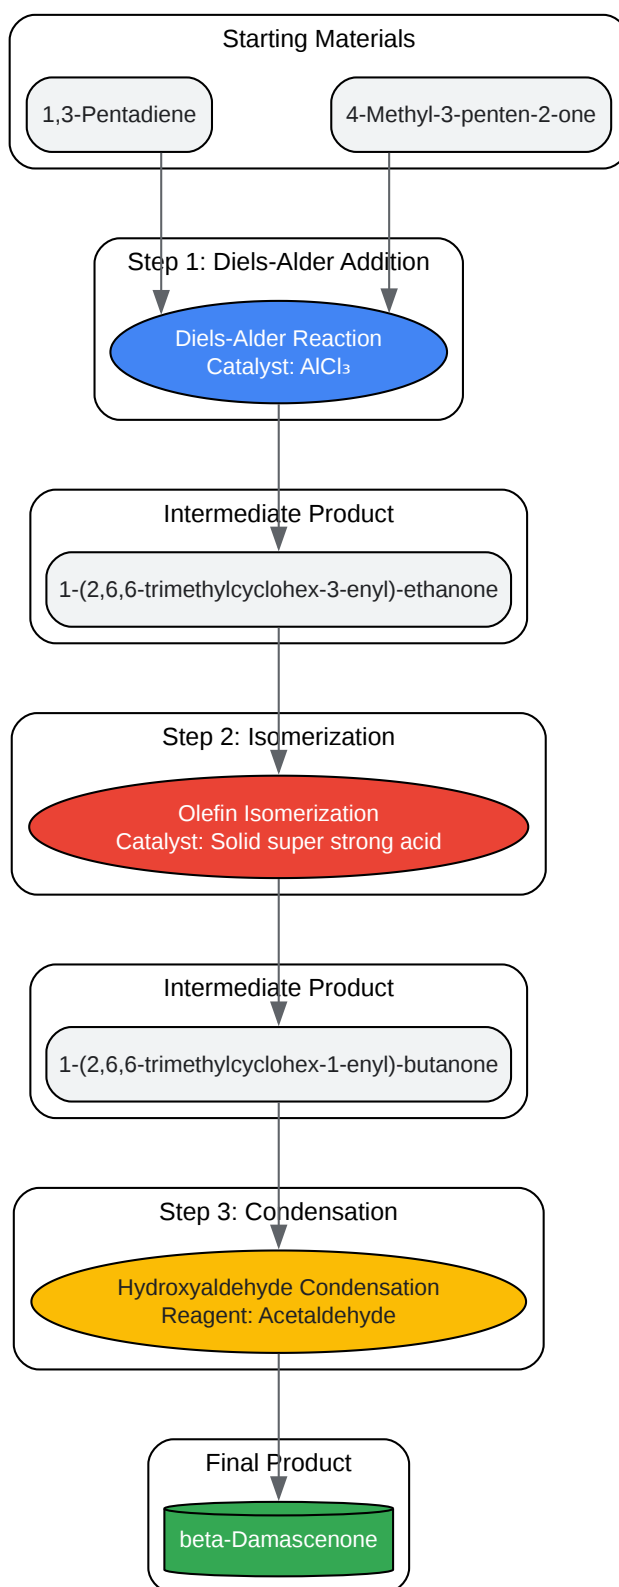 Starting Materials
1,3-Pentadiene
4-Methyl-3-penten-2-one
Step 1: Diels-Alder Addition
Diels-Alder Reaction
Catalyst: AlCl₃
Intermediate Product
1-(2,6,6-trimethylcyclohex-3-enyl)-ethanone
Step 2: Isomerization
Olefin Isomerization
Catalyst: Solid super strong acid
Intermediate Product
1-(2,6,6-trimethylcyclohex-1-enyl)-butanone
Step 3: Condensation
Hydroxyaldehyde Condensation
Reagent: Acetaldehyde
Final Product
beta-Damascenone